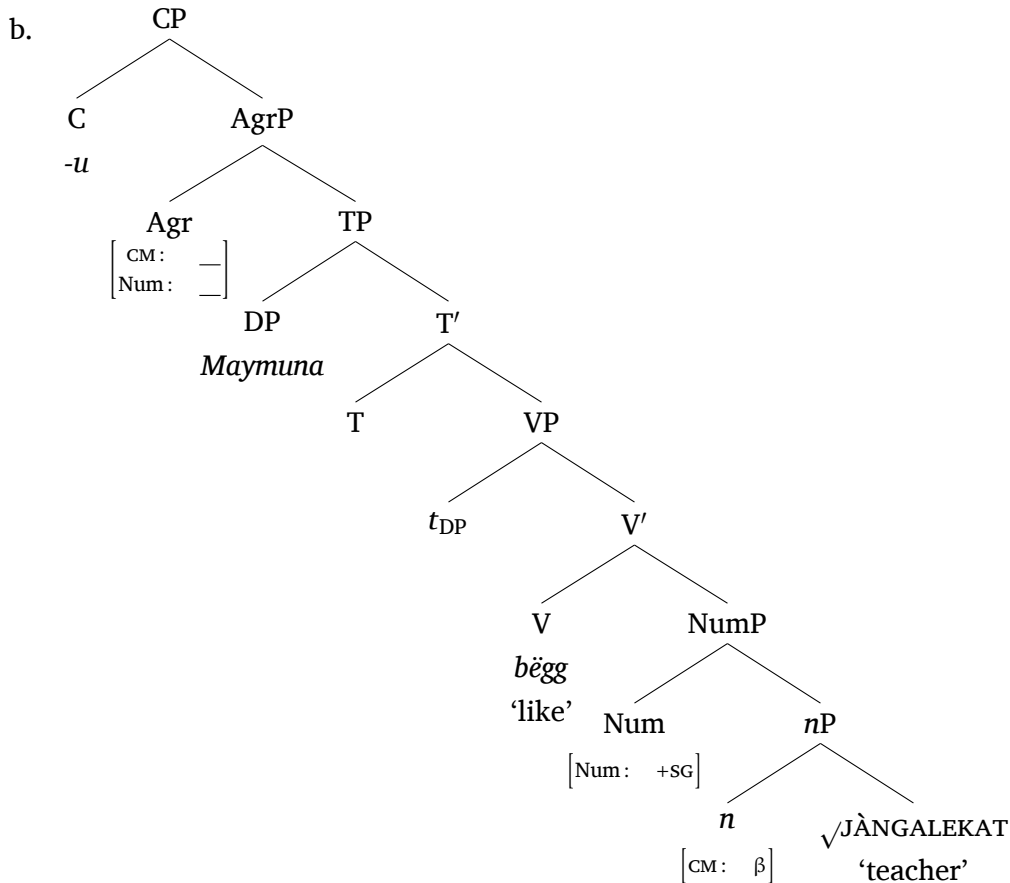 b.
CP
C AgrP
-u
Agr TP
[CM: __
Num: __]
DP T′
Maymuna
T VP
tDP V′
V NumP
bëgg
‘like’ Num nP
[Num: +SG]
n √JÀNGALEKAT
[CM: β] ‘teacher’